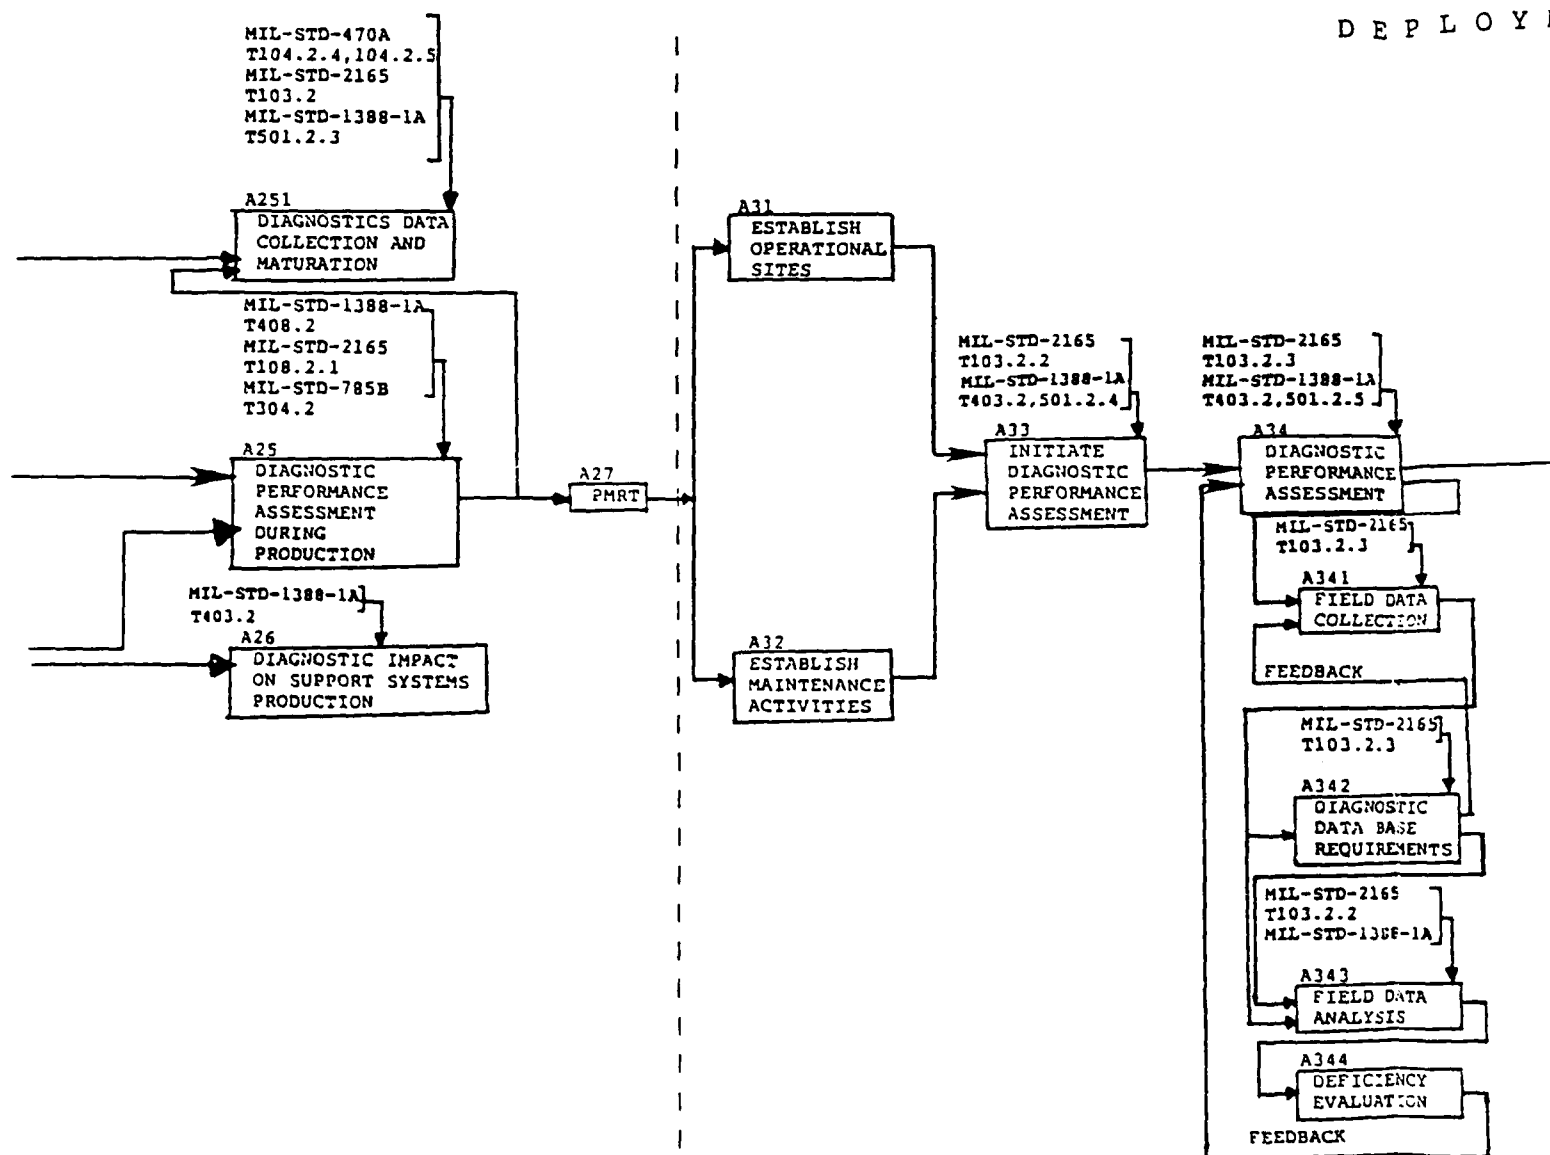 D E P L O Y
MIL-STD-470A
T104.2.4,104.2.5
MIL-STD-2165
T103.2
MIL-STD-1388-1A
T501.2.3
A251
DIAGNOSTICS DATA
COLLECTION AND
MATURATION
MIL-STD-1388-1A
T408.2
MIL-STD-2165
T108.2.1
MIL-STD-785B
T304.2
A25
DIAGNOSTIC
PERFORMANCE
ASSESSMENT
DURING
PRODUCTION
MIL-STD-1388-1A
T403.2
A26
DIAGNOSTIC IMPACT
ON SUPPORT SYSTEMS
PRODUCTION
A27
PMRT
A31
ESTABLISH
OPERATIONAL
SITES
A32
ESTABLISH
MAINTENANCE
ACTIVITIES
MIL-STD-2165
T103.2.2
MIL-STD-1388-1A
T403.2,501.2.4
A33
INITIATE
DIAGNOSTIC
PERFORMANCE
ASSESSMENT
MIL-STD-2165
T103.2.3
MIL-STD-1388-1A
T403.2,501.2.5
A34
DIAGNOSTIC
PERFORMANCE
ASSESSMENT
MIL-STD-2165
T103.2.3
A341
FIELD DATA
COLLECTION
FEEDBACK
MIL-STD-2165
T103.2.3
A342
DIAGNOSTIC
DATA BASE
REQUIREMENTS
MIL-STD-2165
T103.2.2
MIL-STD-1388-1A
A343
FIELD DATA
ANALYSIS
A344
DEFICIENCY
EVALUATION
FEEDBACK